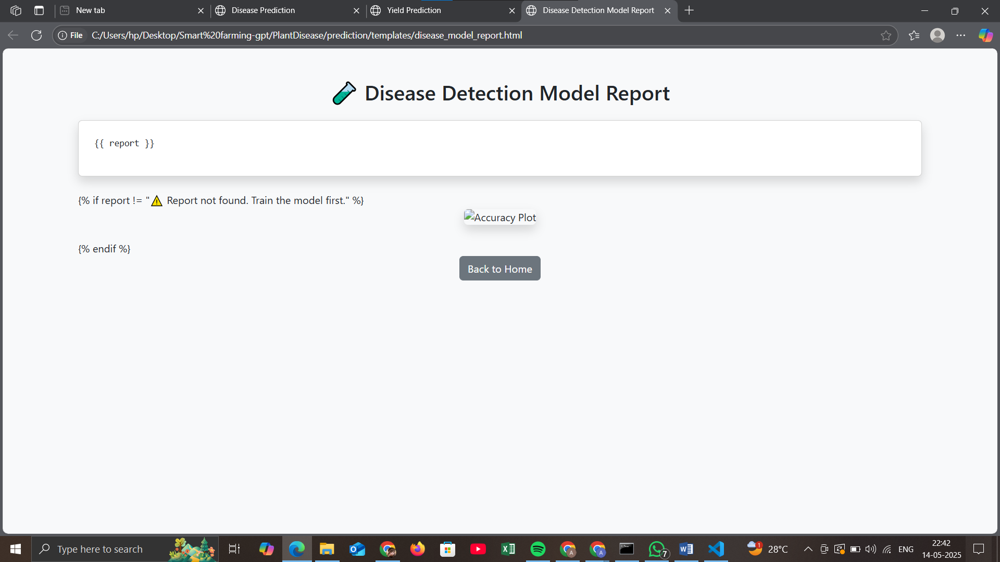 New tab
Disease Prediction
Yield Prediction
Disease Detection Model Report
File
C:/Users/hp/Desktop/Smart%20farming-gpt/PlantDisease/prediction/templates/disease_model_report.html
🧪 Disease Detection Model Report
{{ report }}
{% if report != "⚠️ Report not found. Train the model first." %}
Accuracy Plot
{% endif %}
Back to Home
Type here to search
7
1
28°C
ENG
22:42
14-05-2025